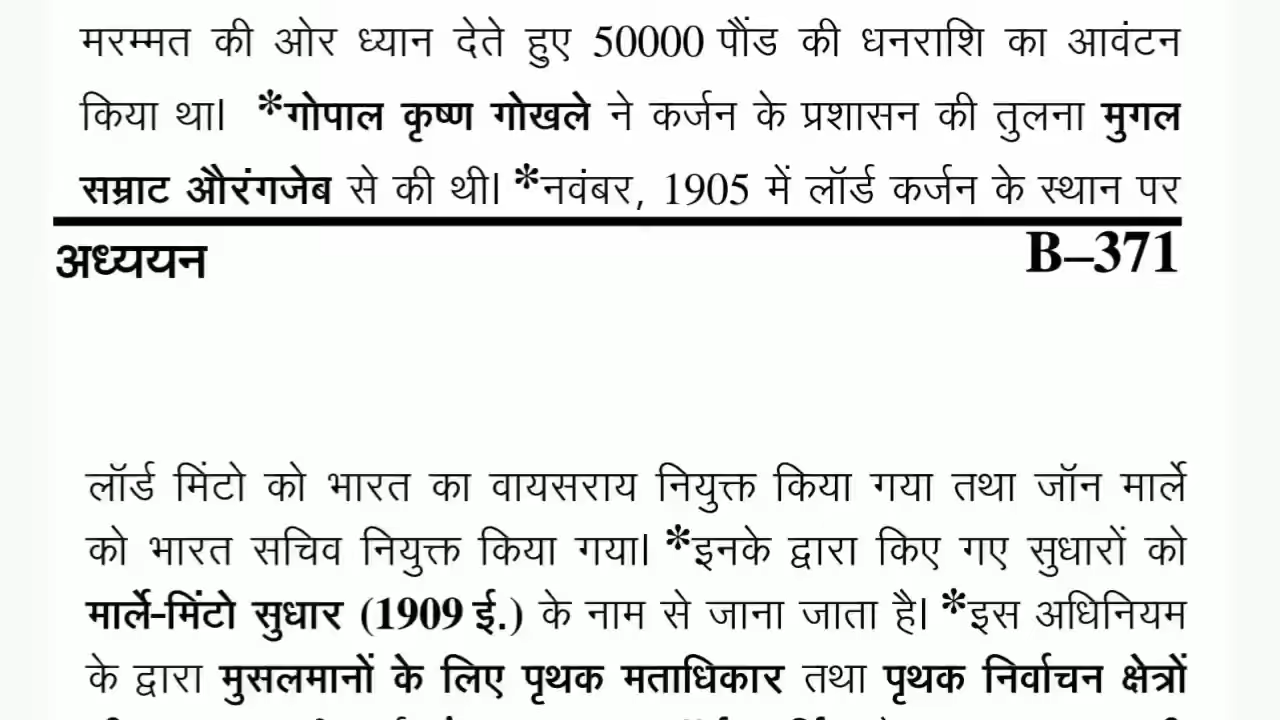 मरम्मत की ओर ध्यान देते हुए 50000 पौंड की धनराशि का आवंटन
किया था। *गोपाल कृष्ण गोखले ने कर्जन के प्रशासन की तुलना मुगल
सम्राट औरंगजेब से की थी। *नवंबर, 1905 में लॉर्ड कर्जन के स्थान पर
अध्ययन B–371
लॉर्ड मिंटो को भारत का वायसराय नियुक्त किया गया तथा जॉन मार्ले
को भारत सचिव नियुक्त किया गया। *इनके द्वारा किए गए सुधारों को
मार्ले-मिंटो सुधार (1909 ई.) के नाम से जाना जाता है। *इस अधिनियम
के द्वारा मुसलमानों के लिए पृथक मताधिकार तथा पृथक निर्वाचन क्षेत्रों